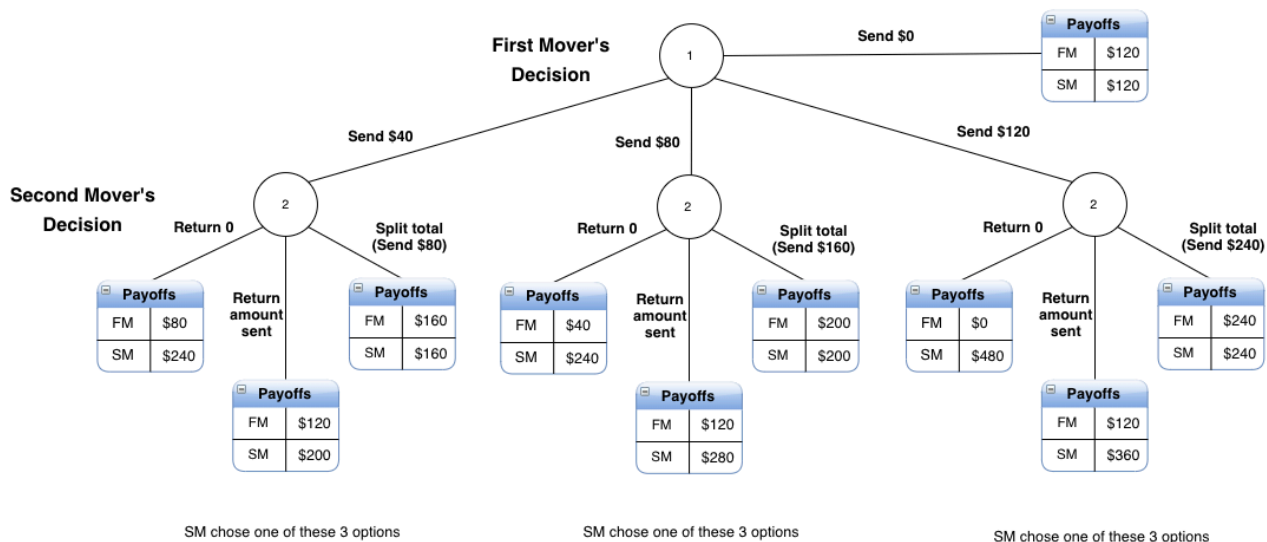 First Mover's
Decision
1
Send $0
Payoffs
FM $120
SM $120
Send $40
Send $80
Send $120
Second Mover's
Decision
2
Return 0
Split total
(Send $80)
Payoffs
FM $80
SM $240
Return
amount
sent
Payoffs
FM $160
SM $160
Payoffs
FM $120
SM $200
2
Return 0
Split total
(Send $160)
Payoffs
FM $40
SM $240
Return
amount
sent
Payoffs
FM $200
SM $200
Payoffs
FM $120
SM $280
2
Return 0
Split total
(Send $240)
Payoffs
FM $0
SM $480
Return
amount
sent
Payoffs
FM $240
SM $240
Payoffs
FM $120
SM $360
SM chose one of these 3 options
SM chose one of these 3 options
SM chose one of these 3 options